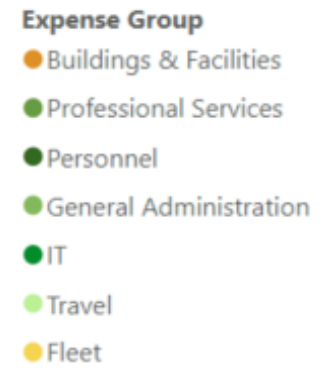 Expense Group
Buildings & Facilities
Professional Services
Personnel
General Administration
IT
Travel
Fleet